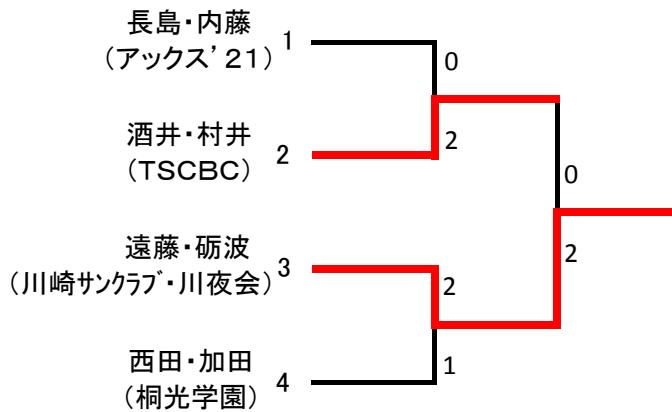 長島・内藤
(アックス’21)
1
0
酒井・村井
(TSCBC)
2
2
0
遠藤・砺波
(川崎サンクラブ・川夜会)
3
2
2
西田・加田
(桐光学園)
4
1